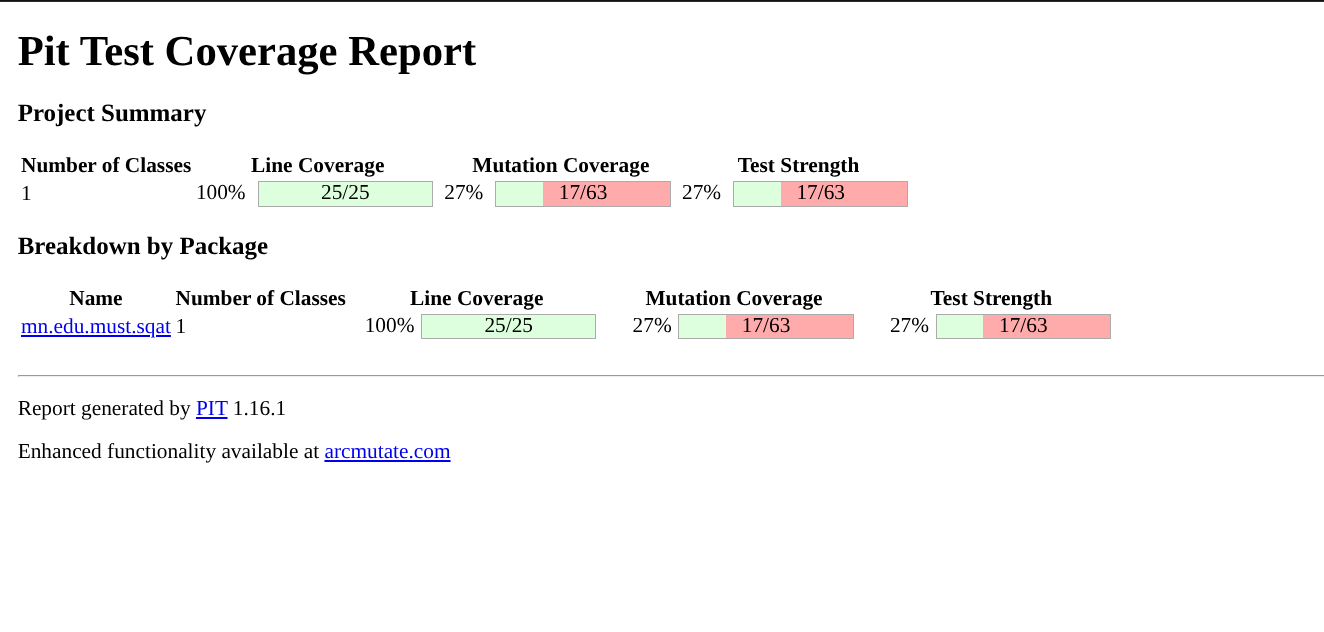 Pit Test Coverage Report
Project Summary
Number of Classes Line Coverage Mutation Coverage Test Strength
1 100% 25/25 27% 17/63 27% 17/63
Breakdown by Package
Name Number of Classes Line Coverage Mutation Coverage Test Strength
mn.edu.must.sqat 1 100% 25/25 27% 17/63 27% 17/63
Report generated by PIT 1.16.1
Enhanced functionality available at arcmutate.com